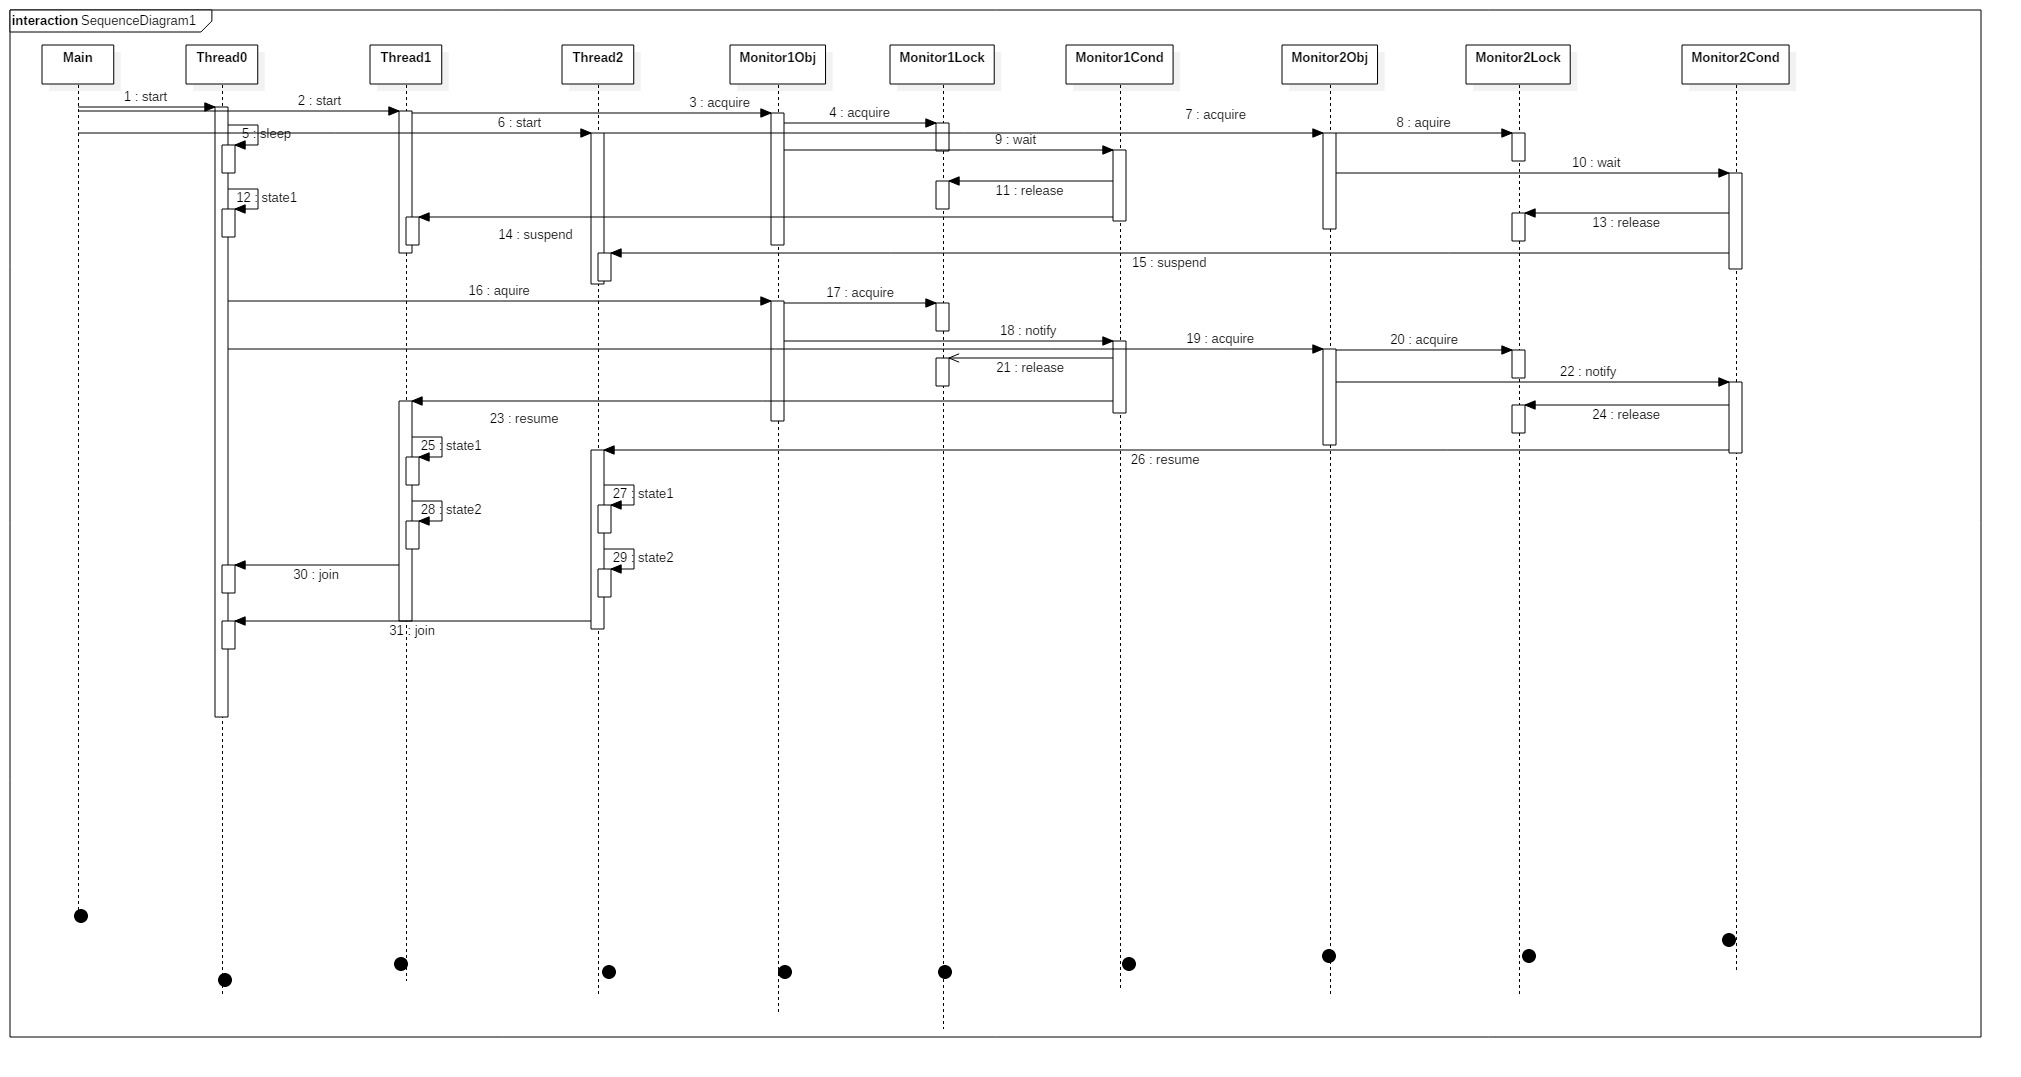 interaction SequenceDiagram1
Main
Thread0
Thread1
Thread2
Monitor1Obj
Monitor1Lock
Monitor1Cond
Monitor2Obj
Monitor2Lock
Monitor2Cond
1 : start
2 : start
3 : acquire
4 : acquire
5 : sleep
6 : start
7 : acquire
8 : aquire
9 : wait
10 : wait
11 : release
12 : state1
13 : release
14 : suspend
15 : suspend
16 : aquire
17 : acquire
18 : notify
19 : acquire
20 : acquire
21 : release
22 : notify
23 : resume
24 : release
25 : state1
26 : resume
27 : state1
28 : state2
29 : state2
30 : join
31 : join